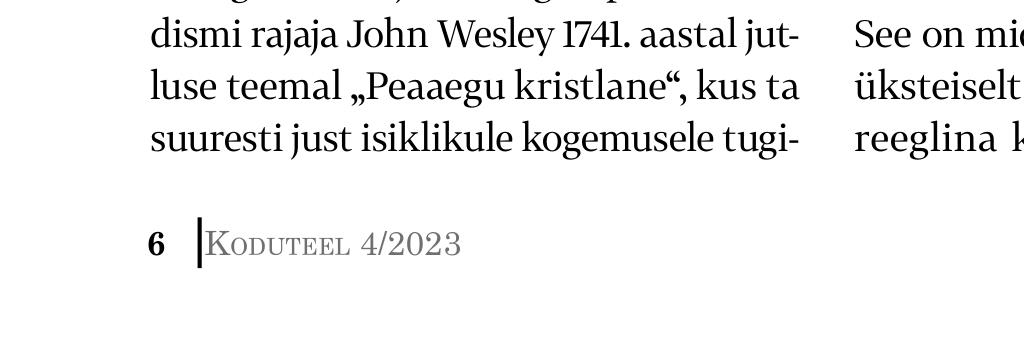 dismi rajaja John Wesley 1741. aastal jut-
luse teemal „Peaaegu kristlane“, kus ta
suuresti just isiklikule kogemusele tugi-
See on
üksteiselt
reeglina
6 Koduteel 4/2023